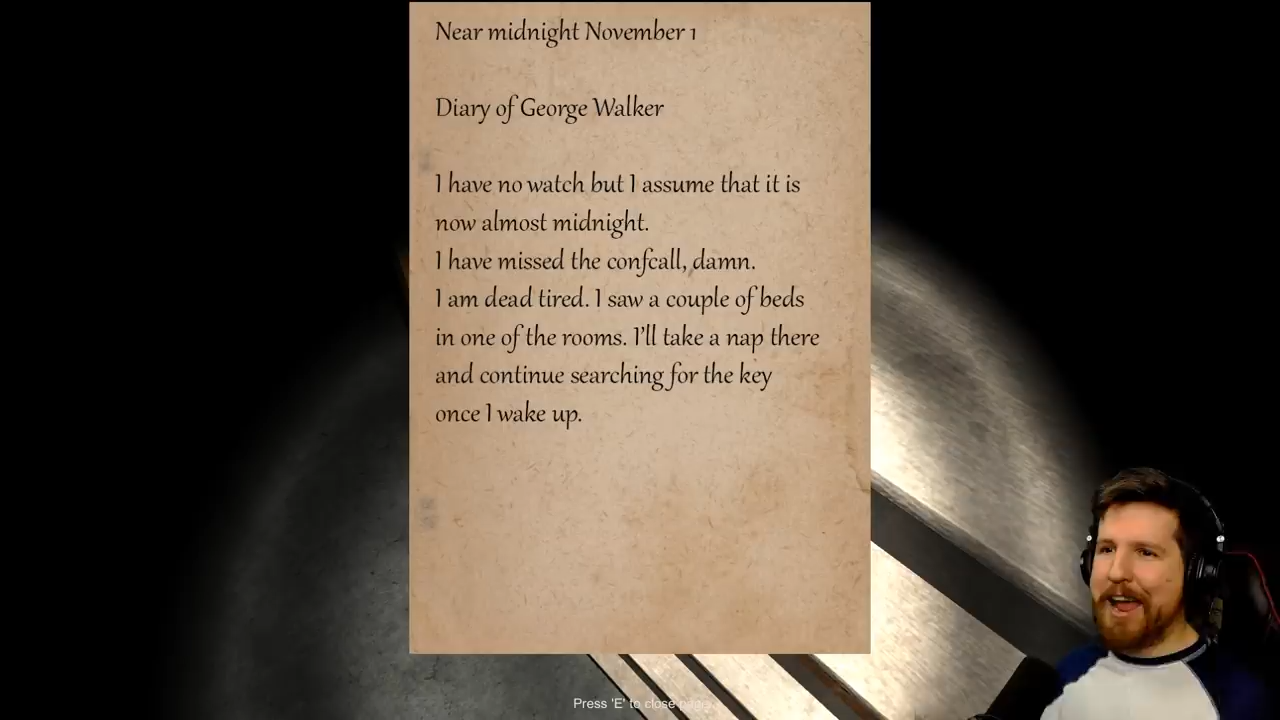 Near midnight November 1
Diary of George Walker
I have no watch but I assume that it is
now almost midnight.
I have missed the confcall, damn.
I am dead tired. I saw a couple of beds
in one of the rooms. I'll take a nap there
and continue searching for the key
once I wake up.
Press 'E' to close page